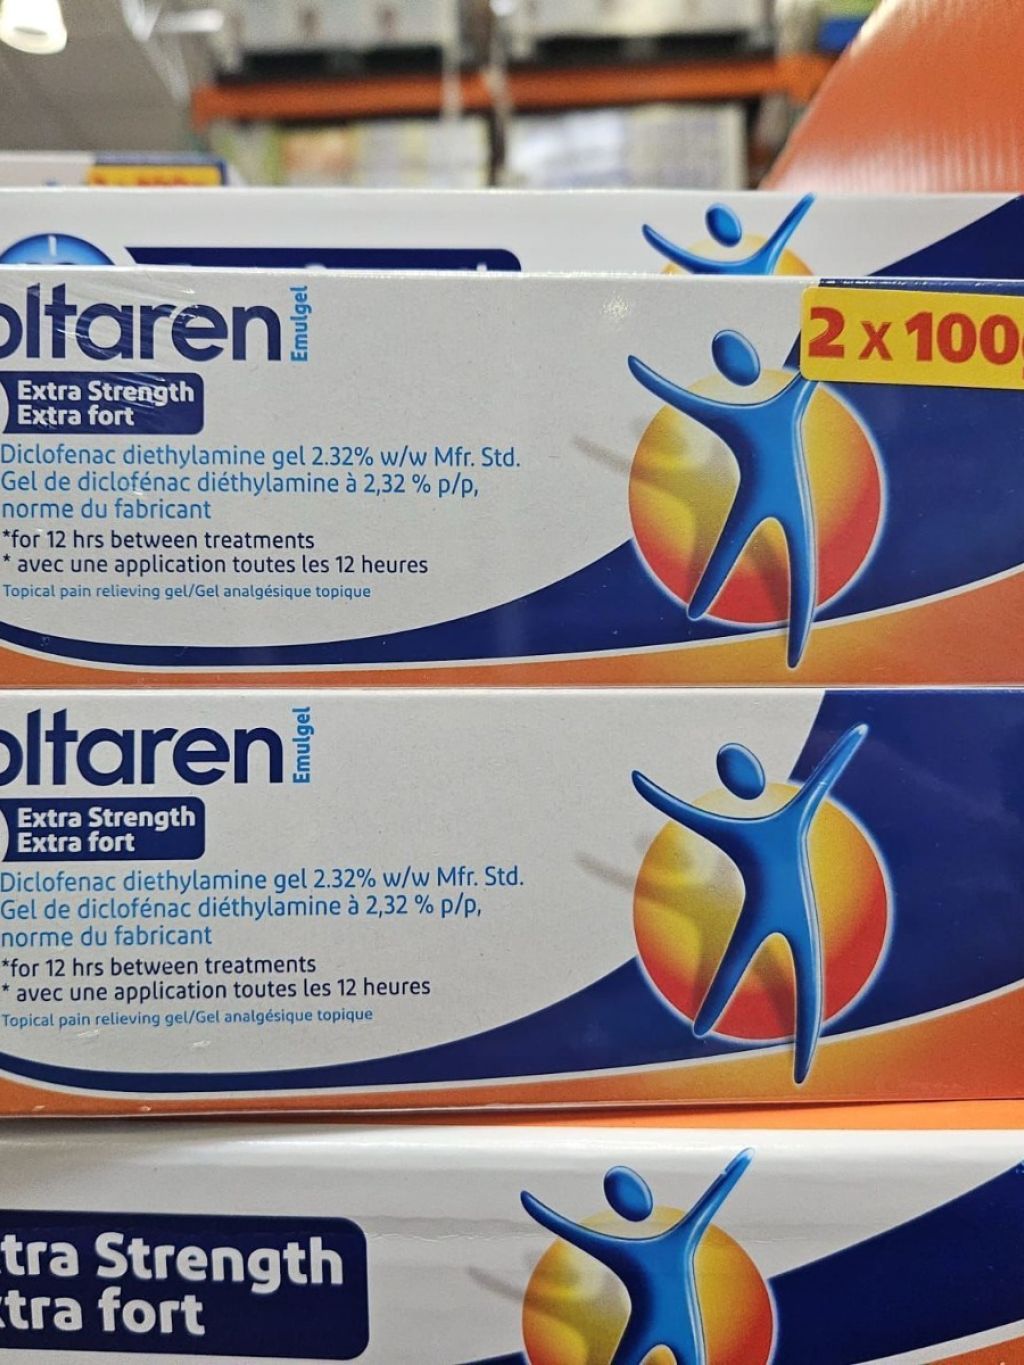 oltaren
Emulgel
2 x 100
Extra Strength
Extra fort
Diclofenac diethylamine gel 2.32% w/w Mfr. Std.
Gel de diclofénac diéthylamine à 2,32 % p/p,
norme du fabricant
*for 12 hrs between treatments
* avec une application toutes les 12 heures
Topical pain relieving gel/Gel analgésique topique
oltaren
Emulgel
Extra Strength
Extra fort
Diclofenac diethylamine gel 2.32% w/w Mfr. Std.
Gel de diclofénac diéthylamine à 2,32 % p/p,
norme du fabricant
*for 12 hrs between treatments
* avec une application toutes les 12 heures
Topical pain relieving gel/Gel analgésique topique
tra Strength
tra fort